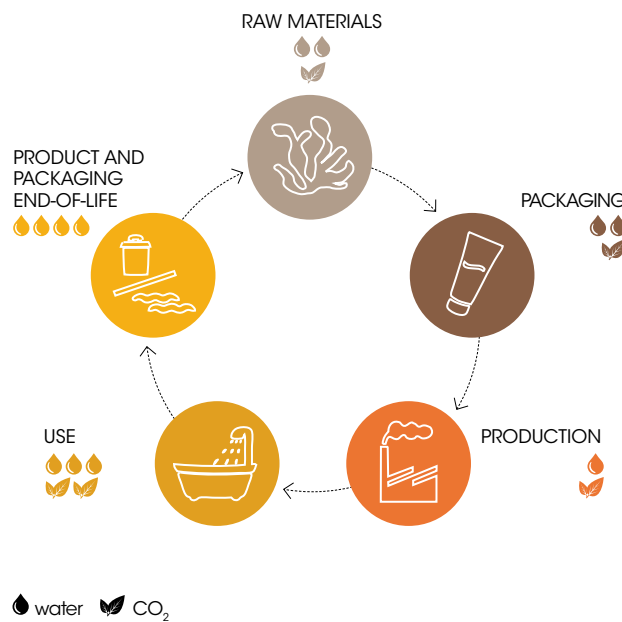 RAW MATERIALS
PRODUCT AND
PACKAGING
END-OF-LIFE
PACKAGING
USE
PRODUCTION
water
CO₂